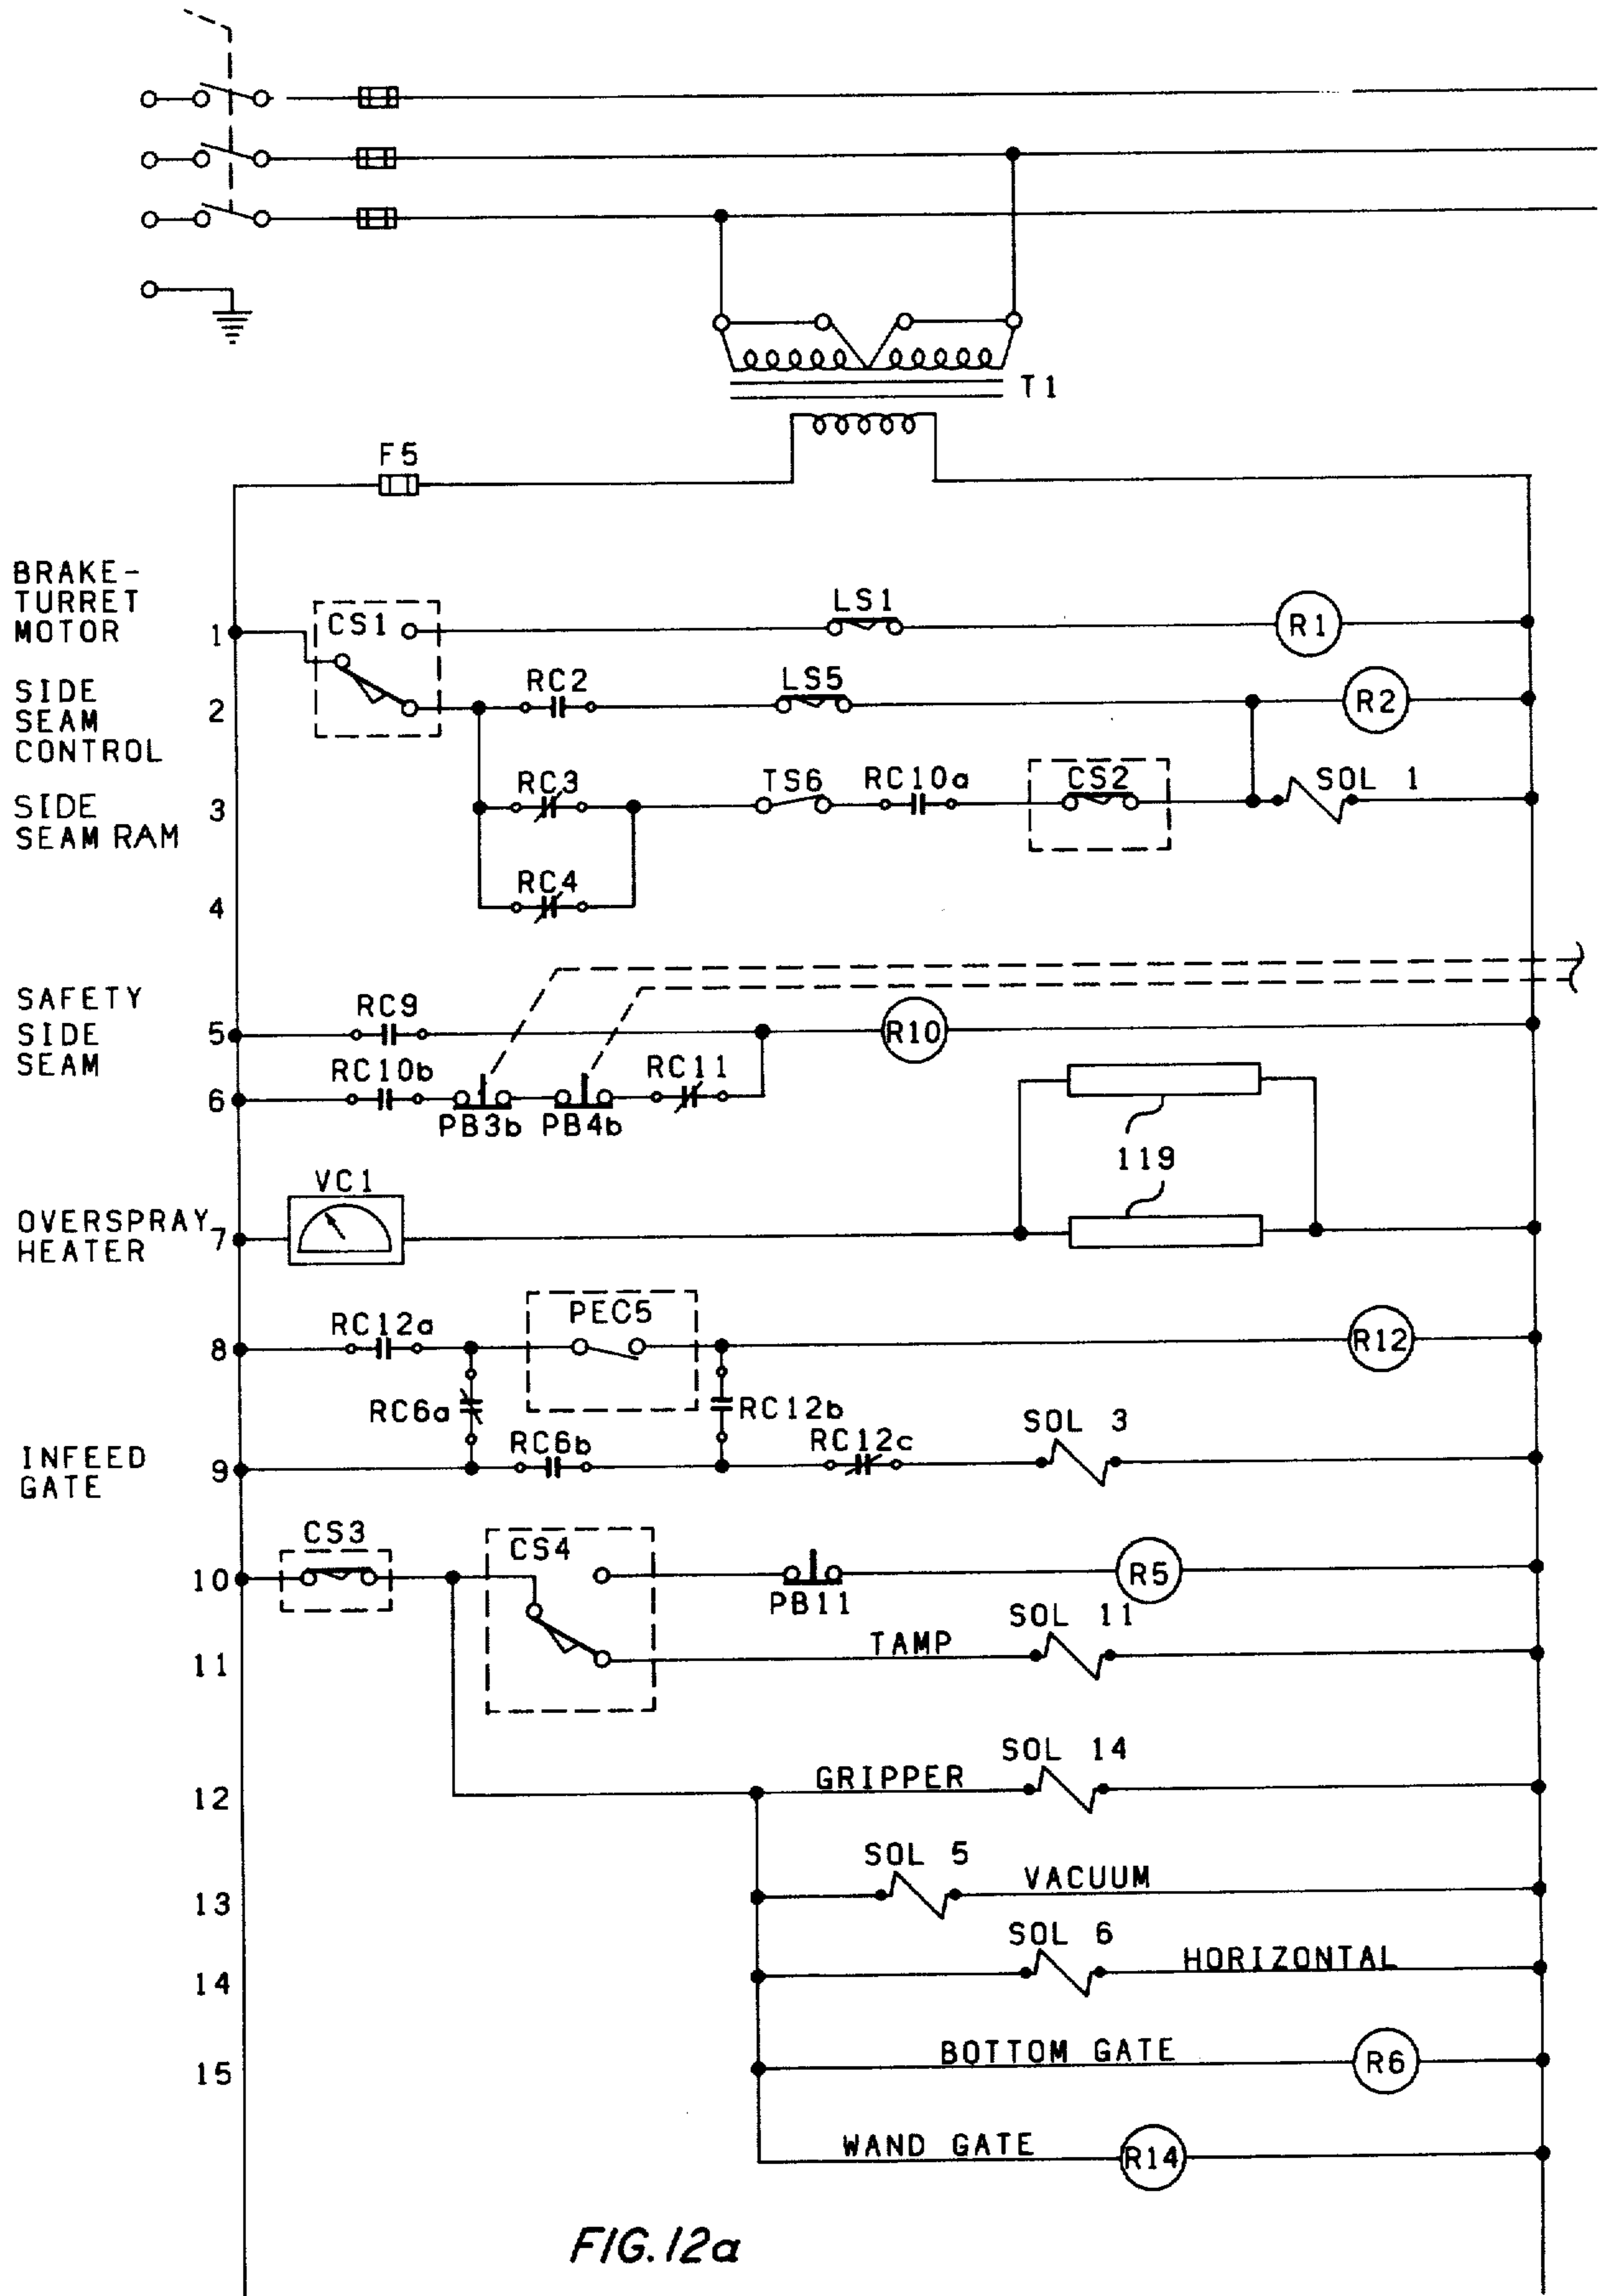 T1
F5
BRAKE-
TURRET
MOTOR
1
CS1
LS1
R1
SIDE
SEAM
CONTROL
2
RC2
LS5
R2
SIDE
SEAM RAM
3
RC3
TS6
RC10a
CS2
SOL 1
4
RC4
SAFETY
SIDE
SEAM
5
RC9
R10
6
RC10b
PB3b
PB4b
RC11
119
OVERSPRAY
HEATER
7
VC1
8
RC12a
PEC5
R12
RC6a
RC12b
INFEED
GATE
9
RC6b
RC12c
SOL 3
10
CS3
CS4
PB11
R5
11
TAMP
SOL 11
12
GRIPPER
SOL 14
13
SOL 5
VACUUM
14
SOL 6
HORIZONTAL
15
BOTTOM GATE
R6
WAND GATE
R14
FIG.12a